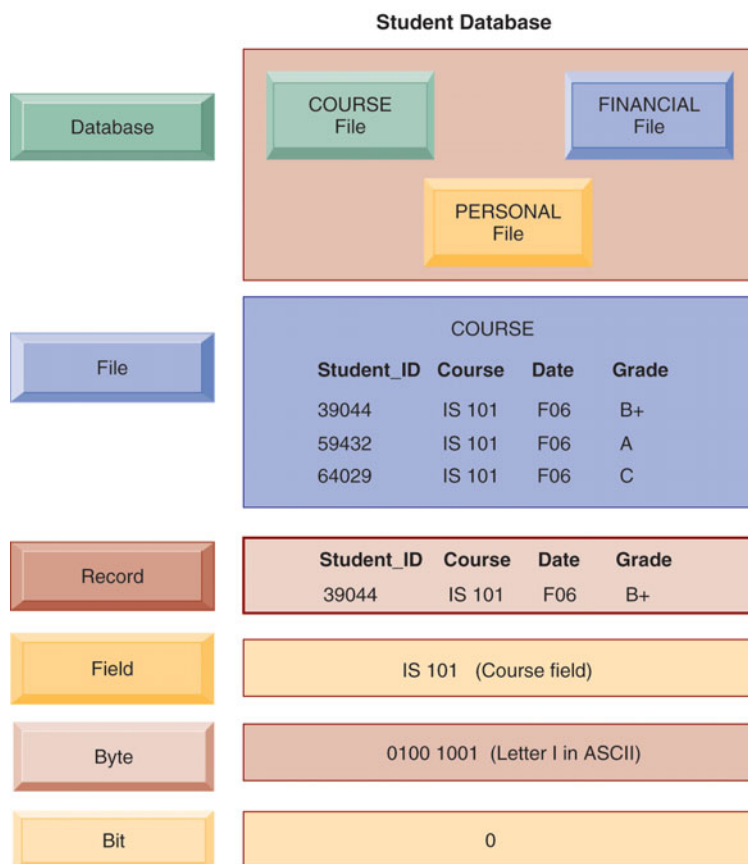 Student Database
Database
COURSE
File
FINANCIAL
File
PERSONAL
File
File
COURSE
Student_ID Course Date Grade
39044 IS 101 F06 B+
59432 IS 101 F06 A
64029 IS 101 F06 C
Record
Student_ID Course Date Grade
39044 IS 101 F06 B+
Field
IS 101 (Course field)
Byte
0100 1001 (Letter I in ASCII)
Bit
0